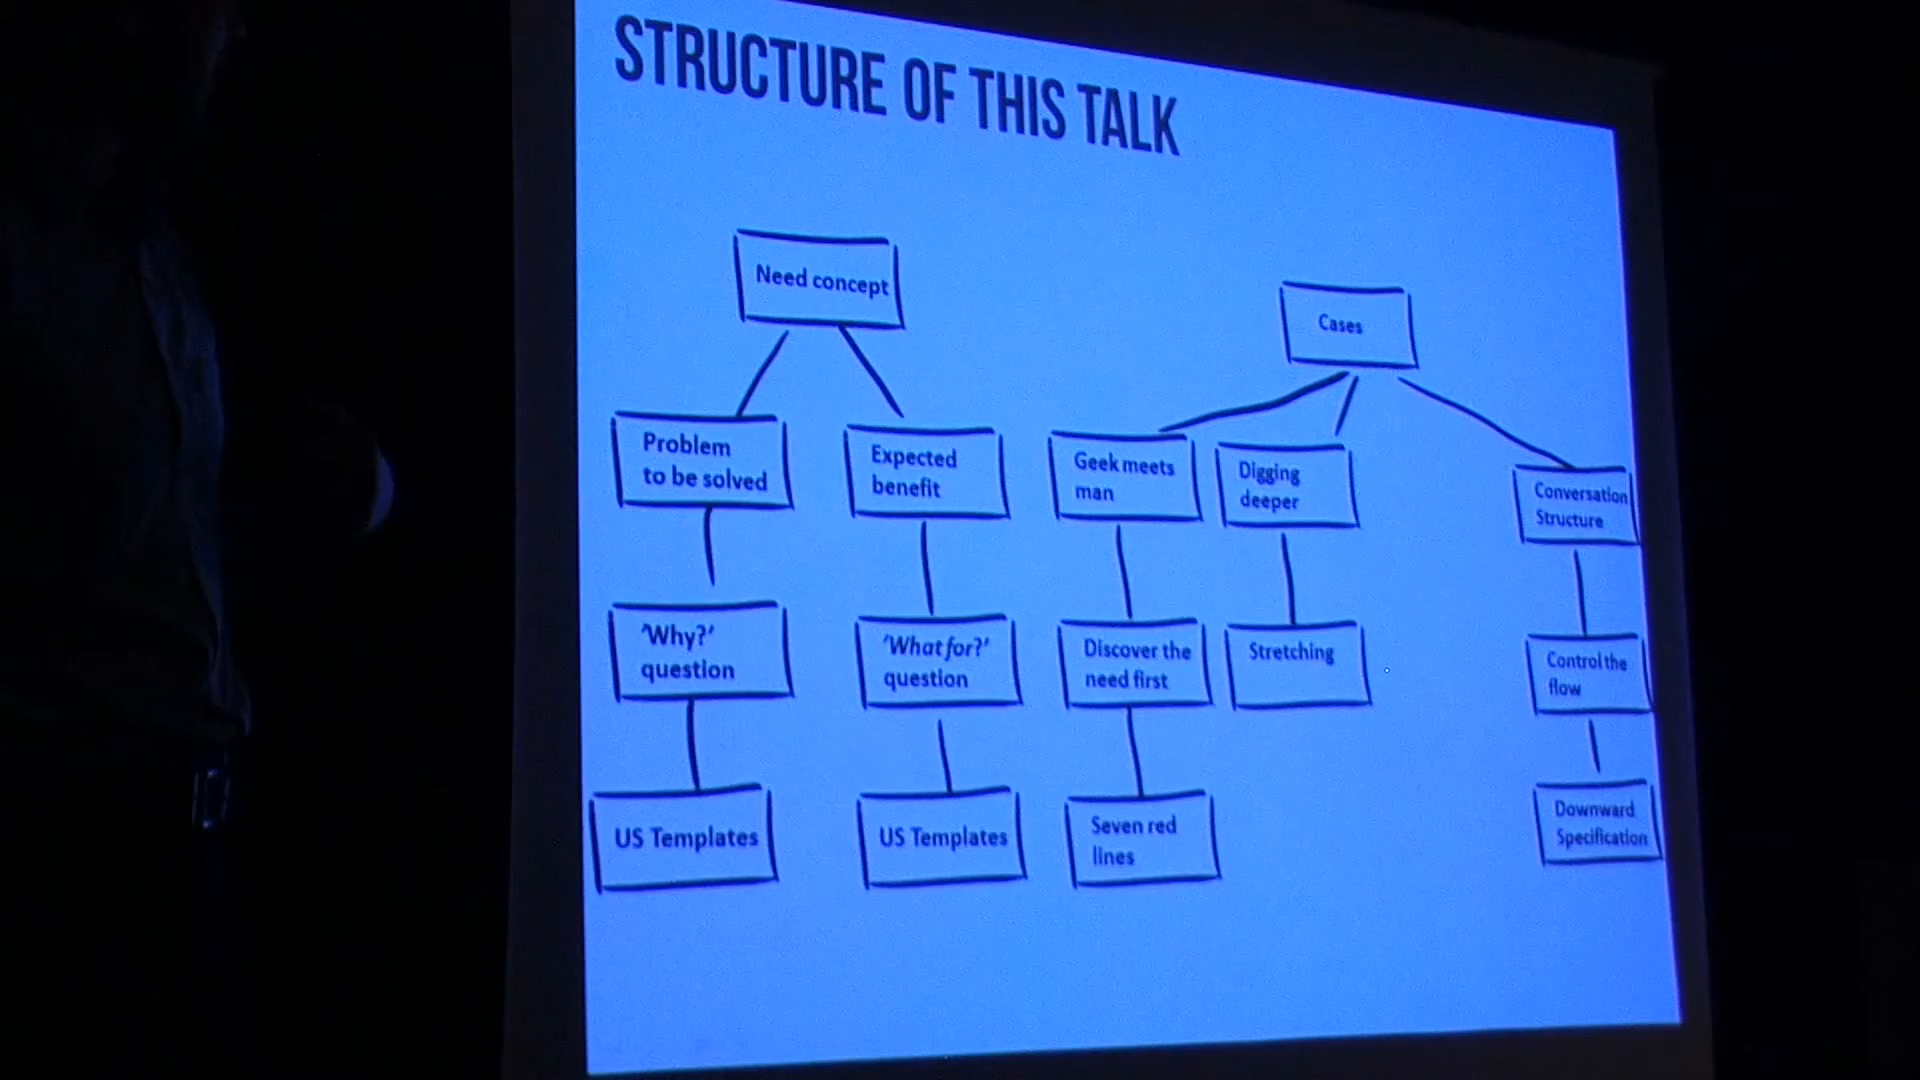 STRUCTURE OF THIS TALK
Need concept
Cases
Problem
to be solved
Expected
benefit
Geek meets
man
Digging
deeper
Conversation
Structure
'Why?'
question
'What for?'
question
Discover the
need first
Stretching
Control the
flow
US Templates
US Templates
Seven red
lines
Downward
Specification